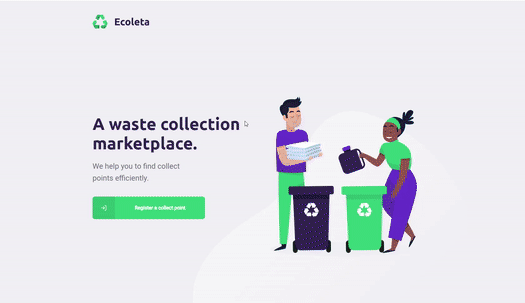 Ecoleta
A waste collection
marketplace.
We help you to find collect
points efficiently.
Register a collect point